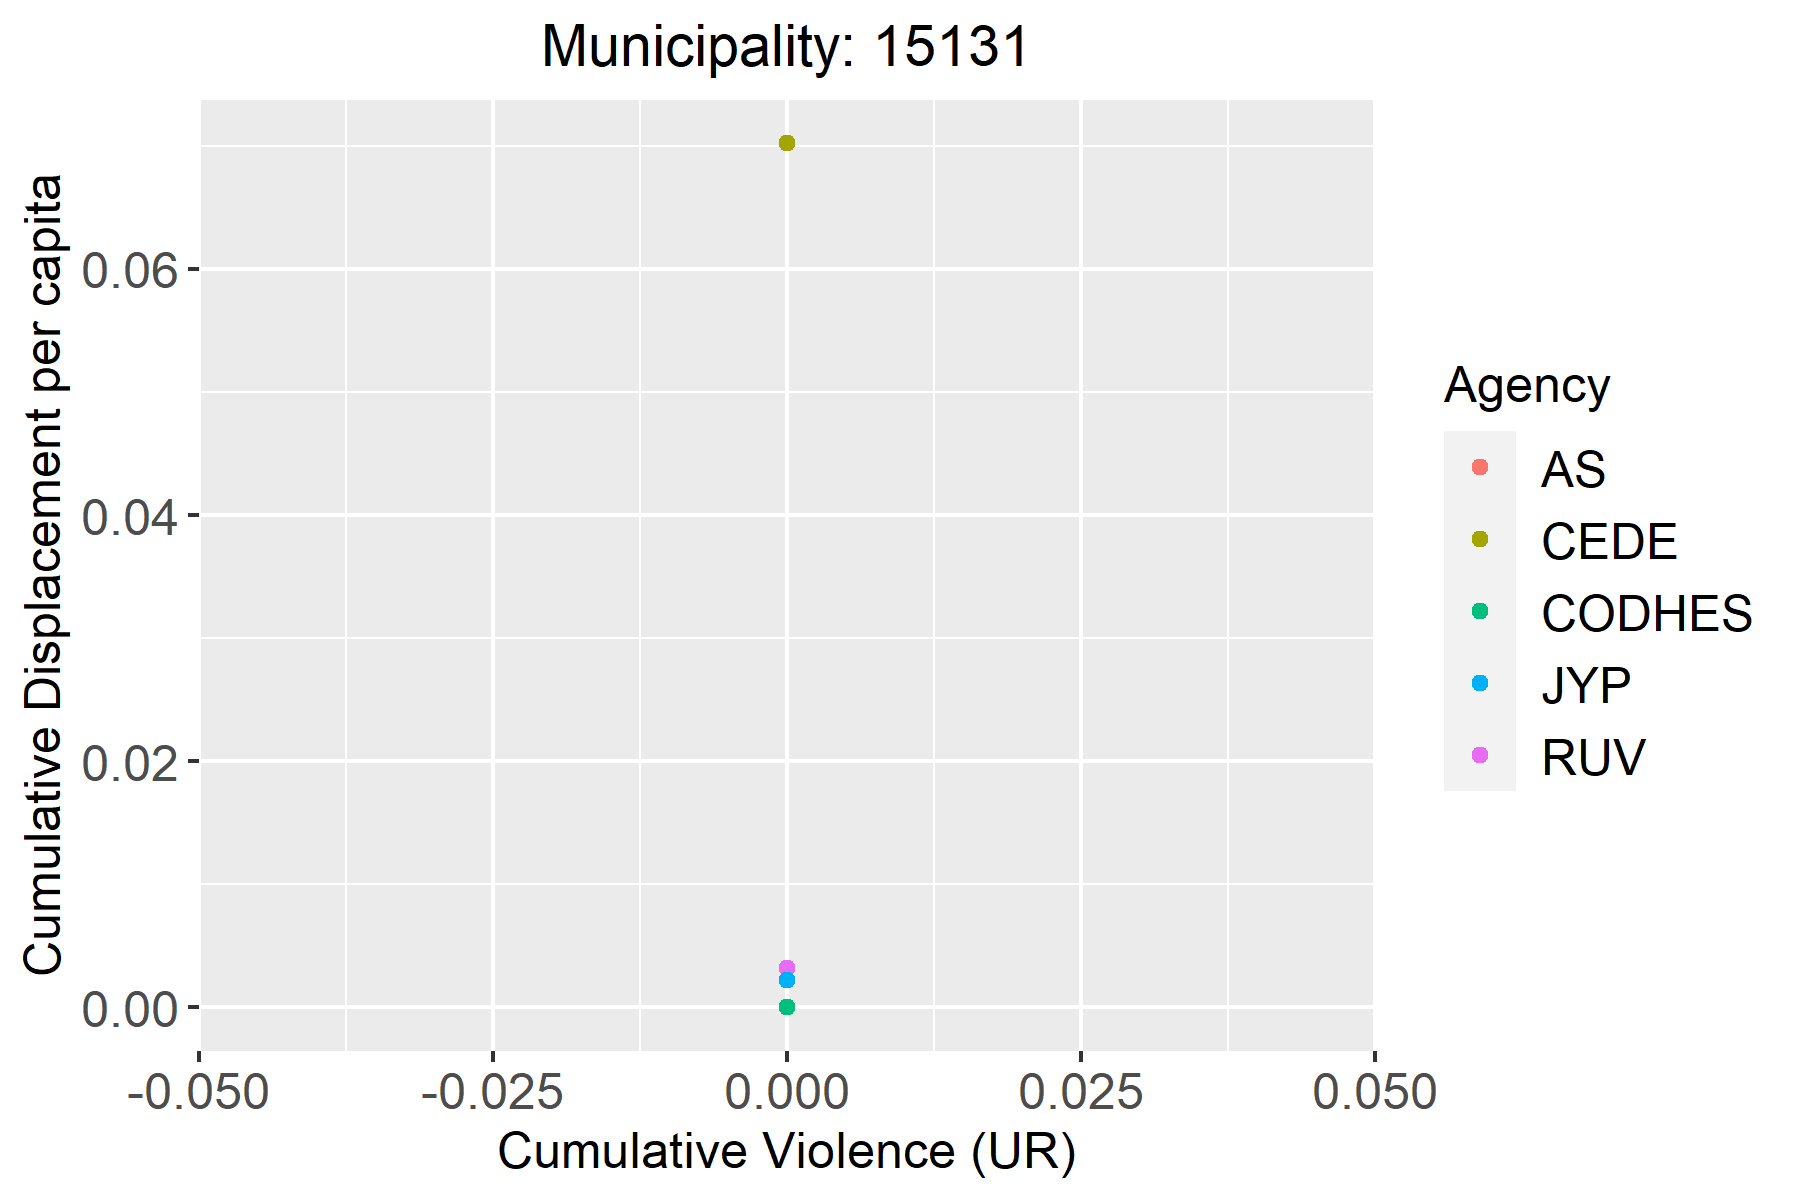 Municipality: 15131
Cumulative Displacement per capita
0.06
0.04
0.02
0.00
-0.050
-0.025
0.000
0.025
0.050
Cumulative Violence (UR)
Agency
AS
CEDE
CODHES
JYP
RUV